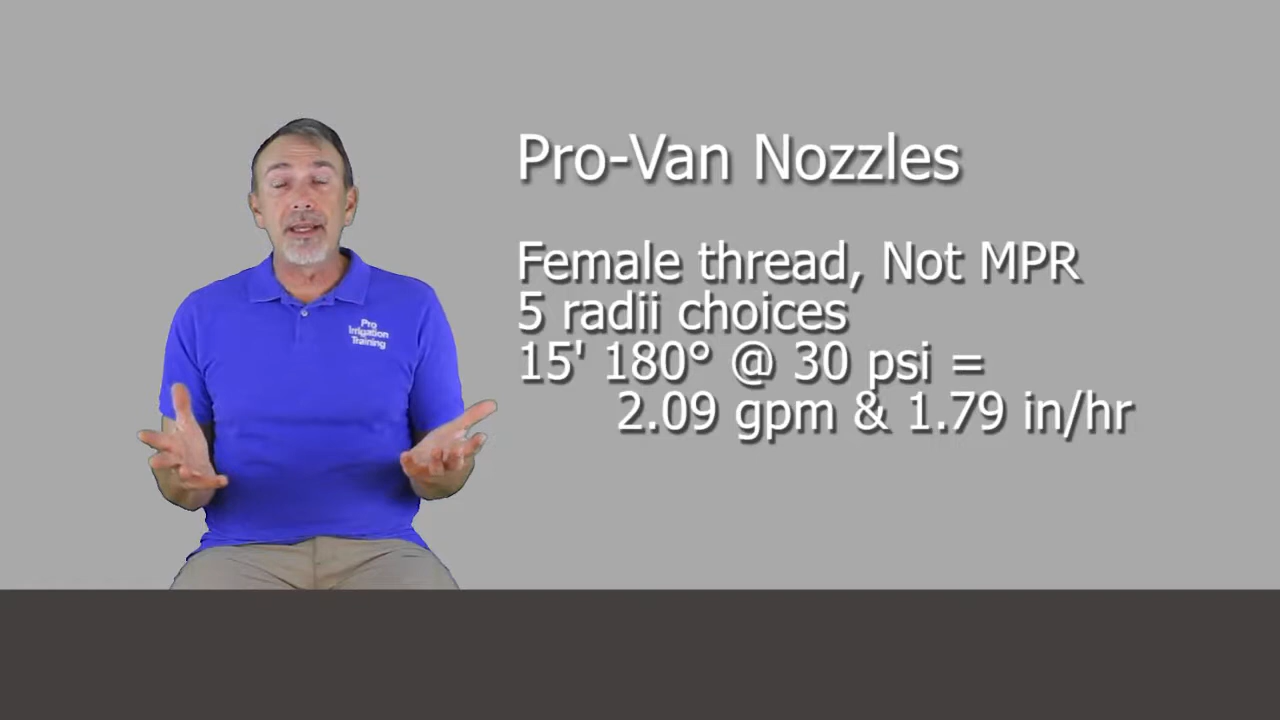 Pro-Van Nozzles
Female thread, Not MPR
5 radii choices
15' 180° @ 30 psi =
2.09 gpm & 1.79 in/hr
Pro
Irrigation
Training